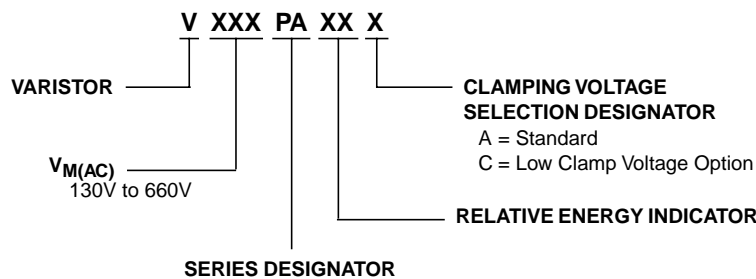 V XXX PA XX X
VARISTOR
CLAMPING VOLTAGE
SELECTION DESIGNATOR
A = Standard
C = Low Clamp Voltage Option
VM(AC)
130V to 660V
RELATIVE ENERGY INDICATOR
SERIES DESIGNATOR